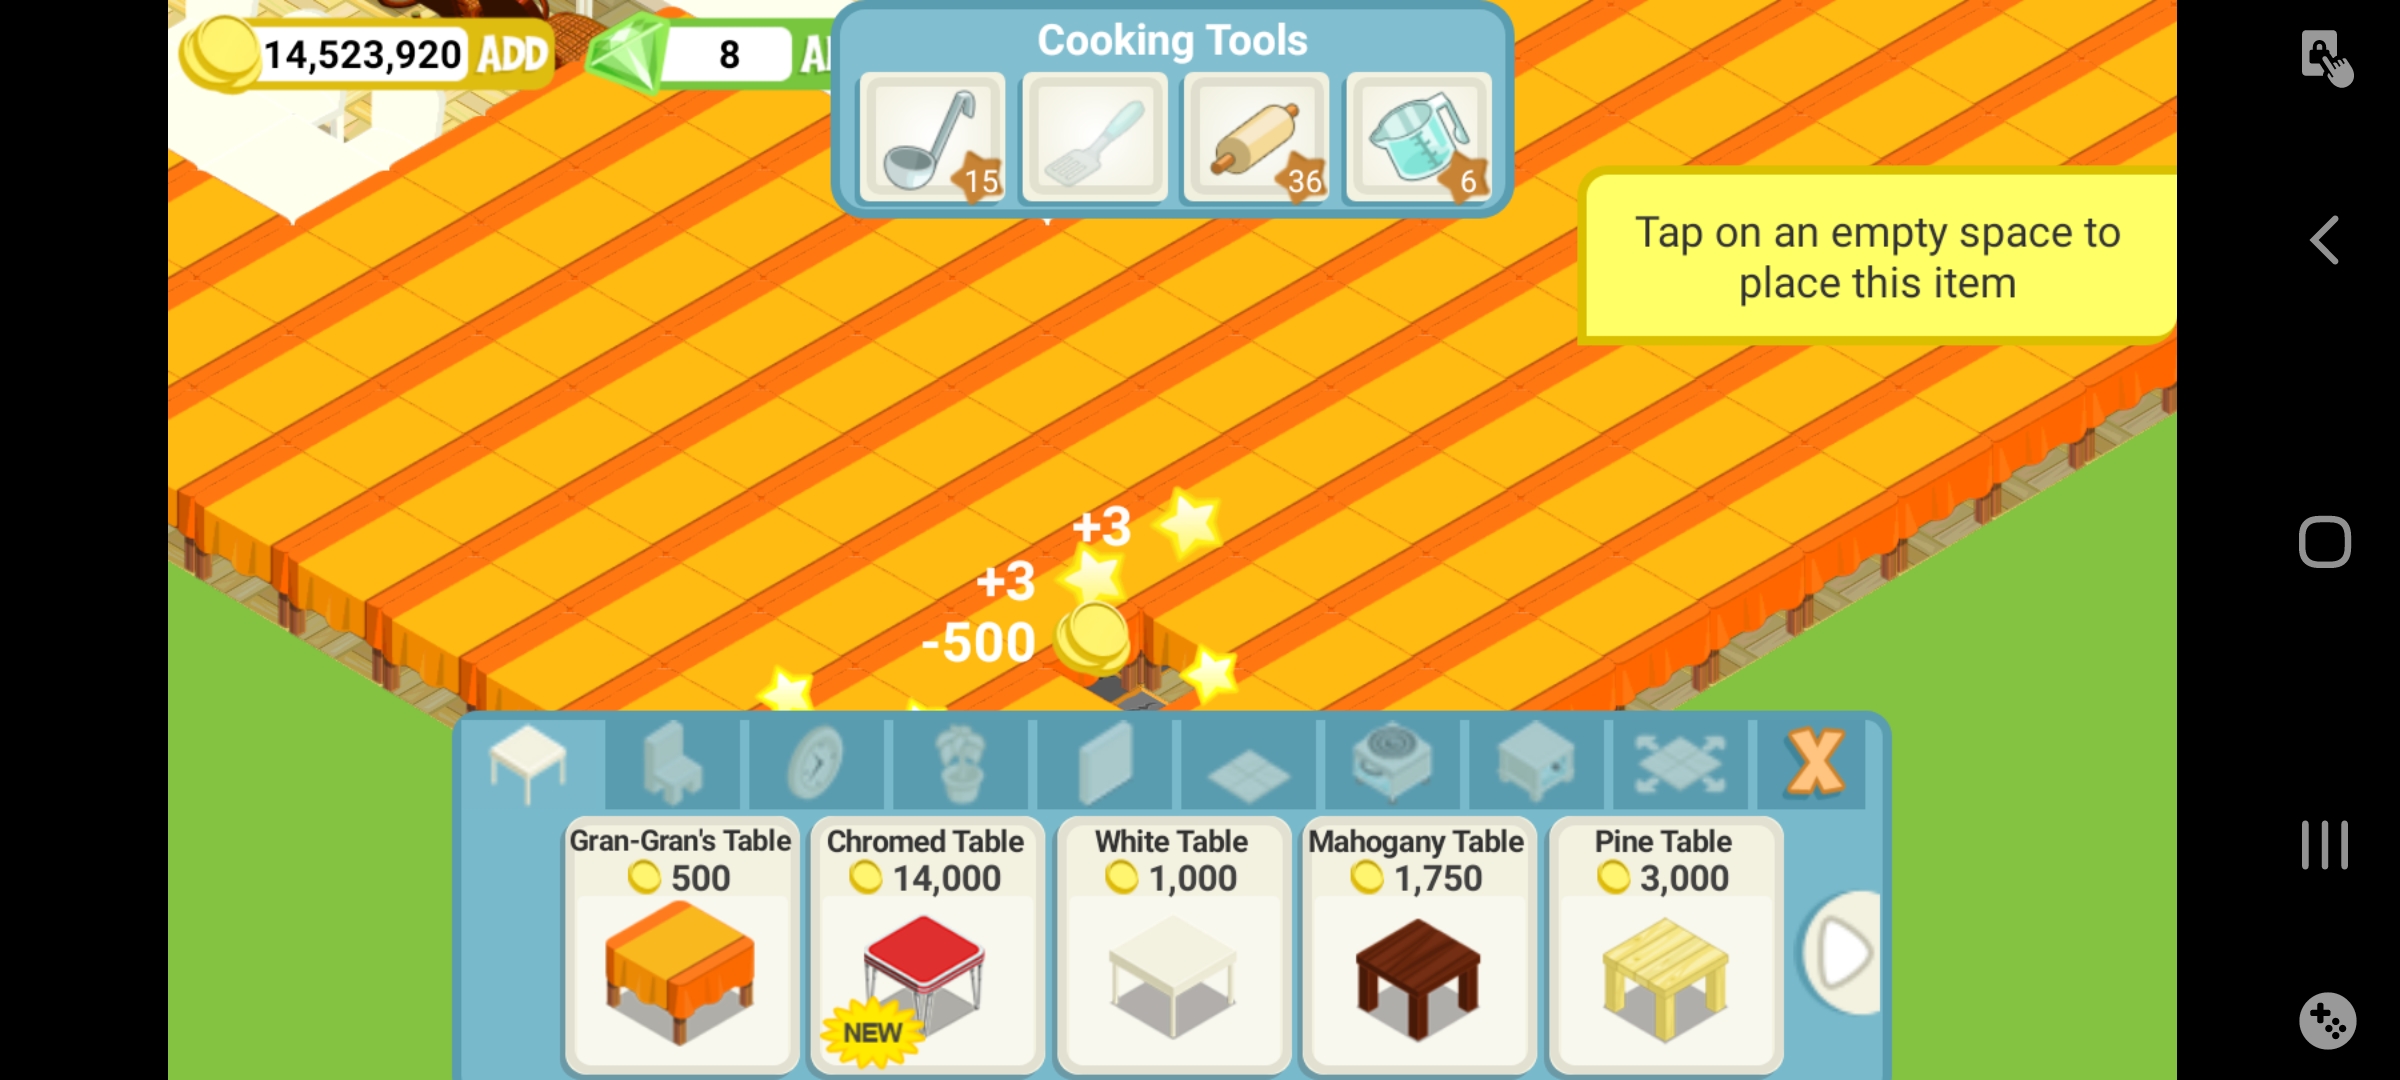 14,523,920 ADD
8
Cooking Tools
15
36
6
Tap on an empty space to
place this item
+3
+3
-500
X
Gran-Gran's Table
500
Chromed Table
14,000
NEW
White Table
1,000
Mahogany Table
1,750
Pine Table
3,000